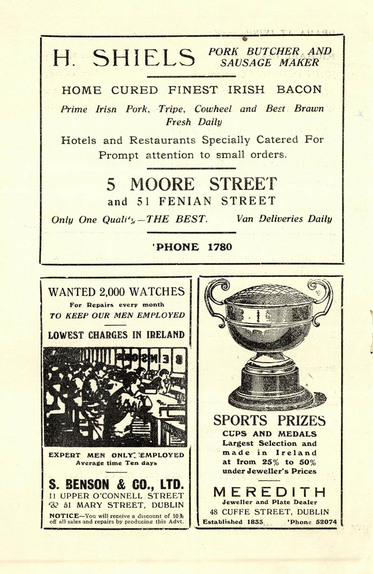 H. SHIELS PORK BUTCHER AND
SAUSAGE MAKER
HOME CURED FINEST IRISH BACON
Prime Irish Pork, Tripe, Cowheel and Best Brawn
Fresh Daily
Hotels and Restaurants Specially Catered For
Prompt attention to small orders.
5 MOORE STREET
and 51 FENIAN STREET
Only One Quality—THE BEST. Van Deliveries Daily
'PHONE 1780
WANTED 2,000 WATCHES
For Repairs every month
TO KEEP OUR MEN EMPLOYED
LOWEST CHARGES IN IRELAND
EXPERT MEN ONLY EMPLOYED
Average time Ten days
S. BENSON & CO., LTD.
11 UPPER O'CONNELL STREET
& 51 MARY STREET, DUBLIN
NOTICE—You will receive a discount of 10%
off all sales and repairs by producing this Advt.
SPORTS PRIZES
CUPS AND MEDALS
Largest Selection and
made in Ireland
at from 25% to 50%
under Jeweller's Prices
MEREDITH
Jeweller and Plate Dealer
48 CUFFE STREET, DUBLIN
Established 1855 'Phone 52074